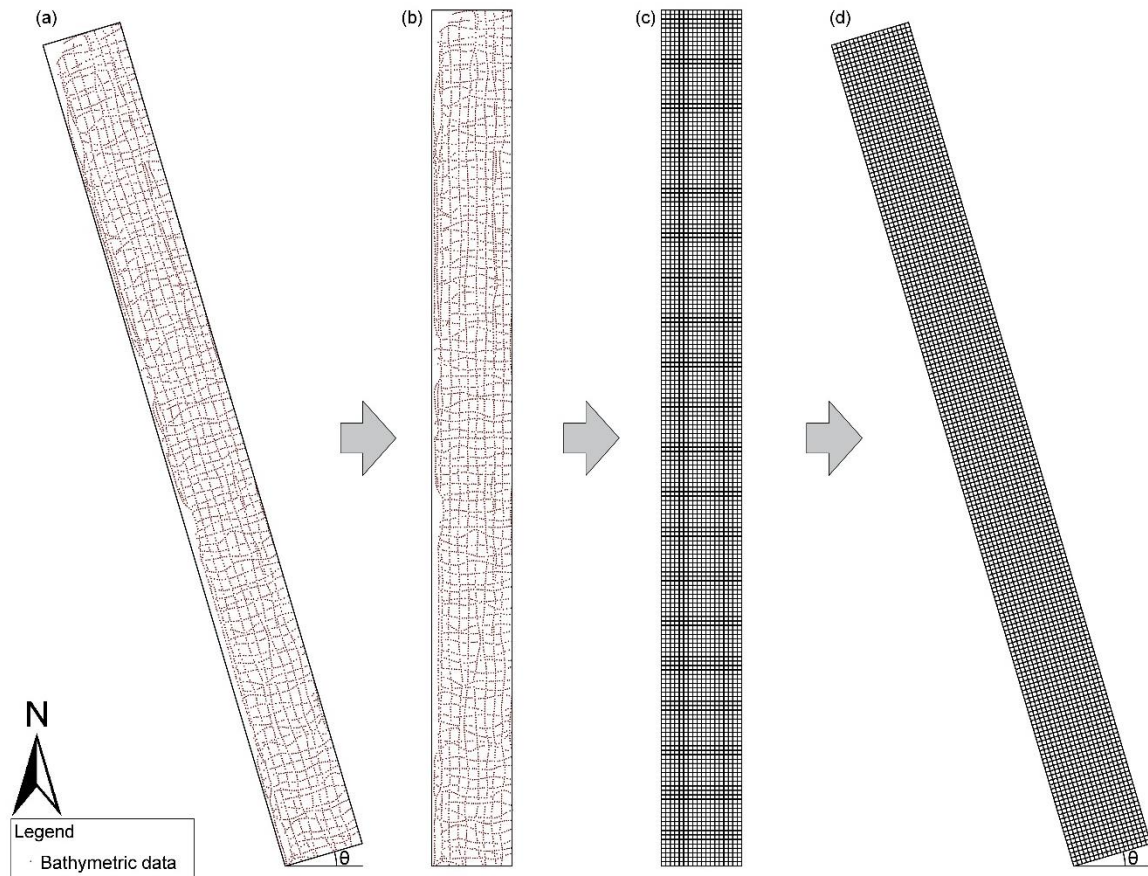 (a)
(b)
(c)
(d)
N
Legend
Bathymetric data
θ
θ